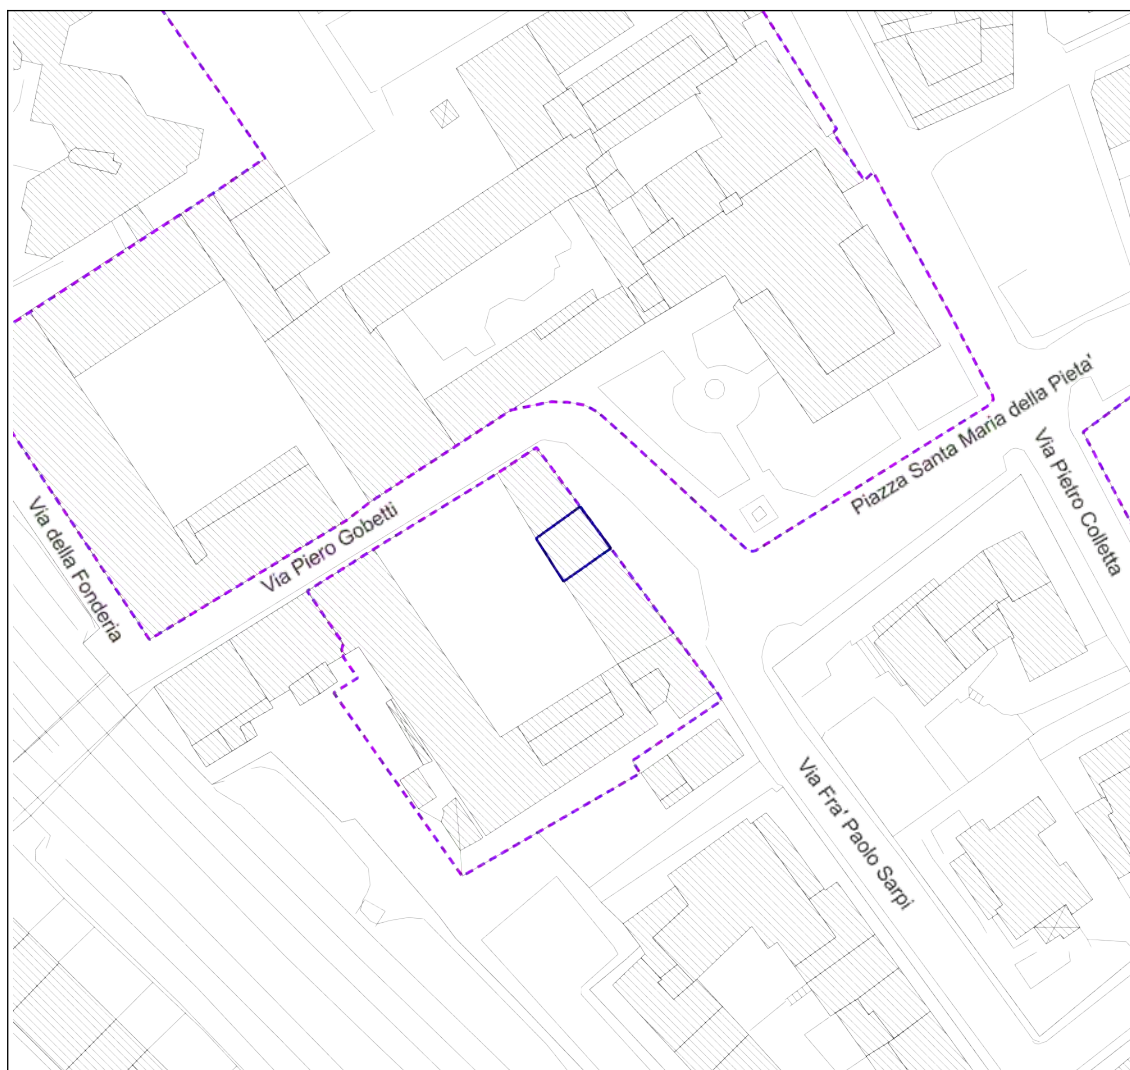 Piazza Santa Maria della Pieta'
Via Pietro Colletta
Via della Fonderia
Via Piero Gobetti
Via Fra' Paolo Sarpi